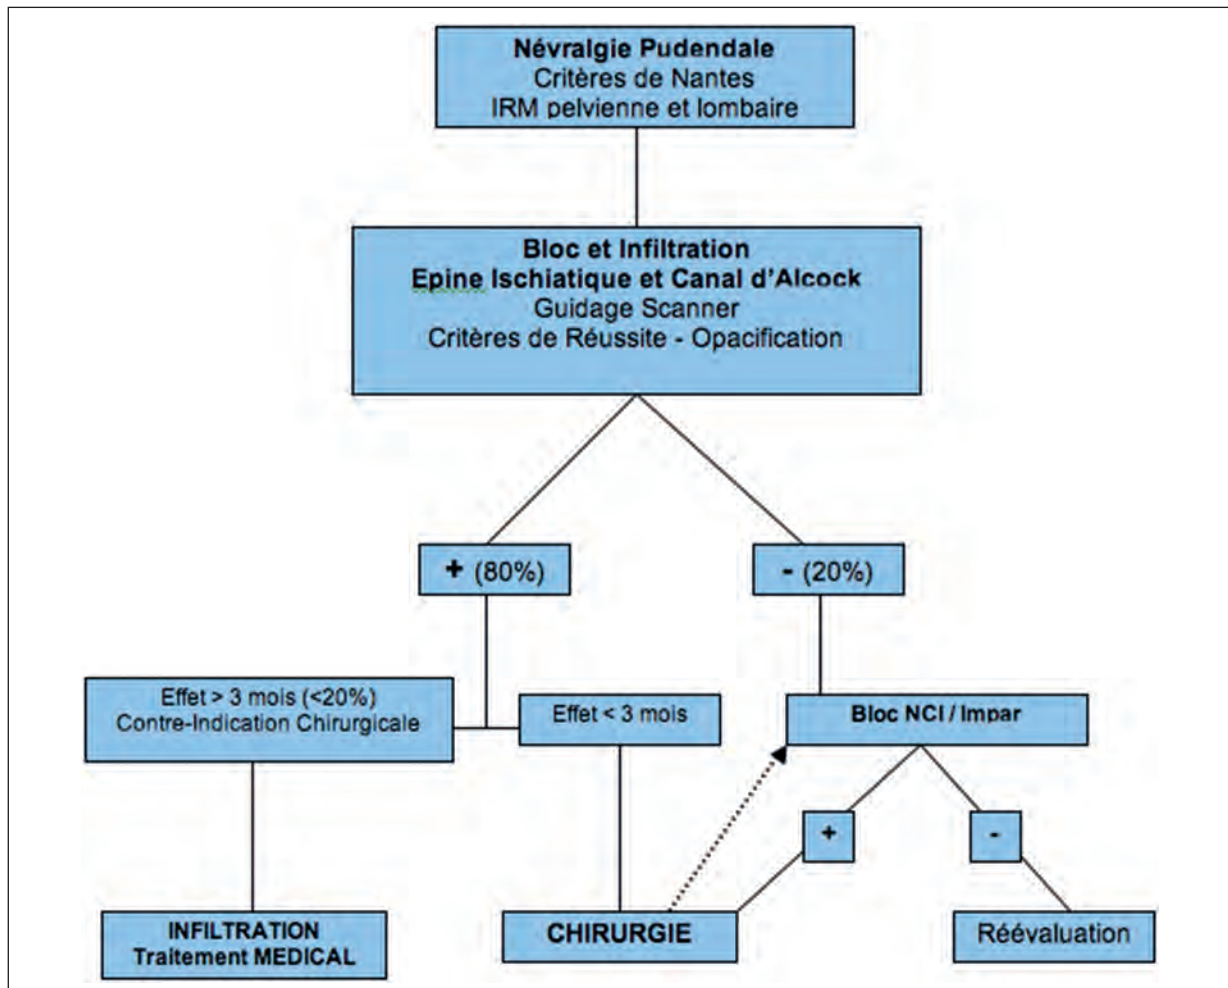 Névralgie Pudendale
Critères de Nantes
IRM pelvienne et lombaire
Bloc et Infiltration
Epine Ischiatique et Canal d'Alcock
Guidage Scanner
Critères de Réussite - Opacification
+ (80%)
- (20%)
Effet > 3 mois (<20%)
Contre-Indication Chirurgicale
Effet < 3 mois
Bloc NCI / Impar
+
-
INFILTRATION
Traitement MEDICAL
CHIRURGIE
Réévaluation